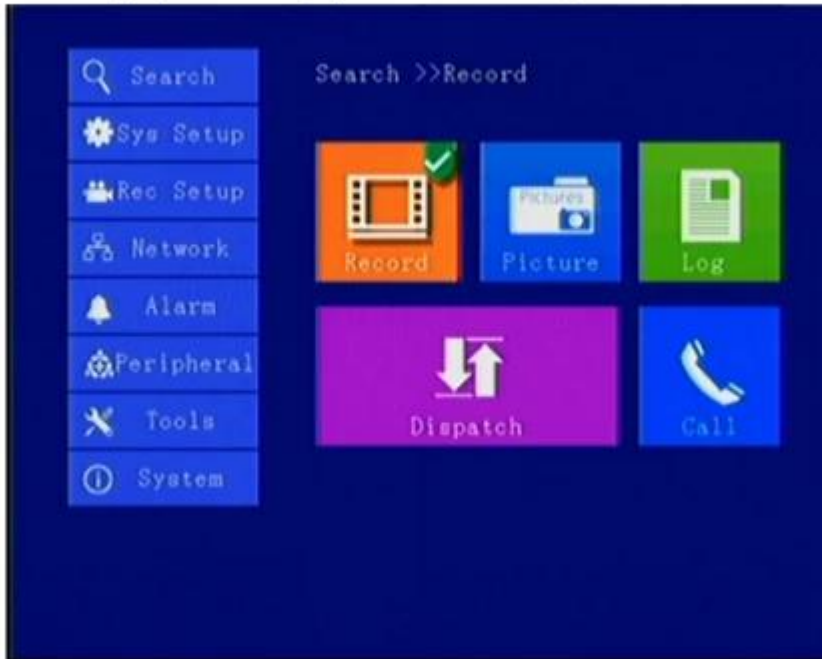 Search
Sys Setup
Rec Setup
Network
Alarm
Peripheral
Tools
System
Search >>Record
Record
Pictures
Picture
Log
Dispatch
Call